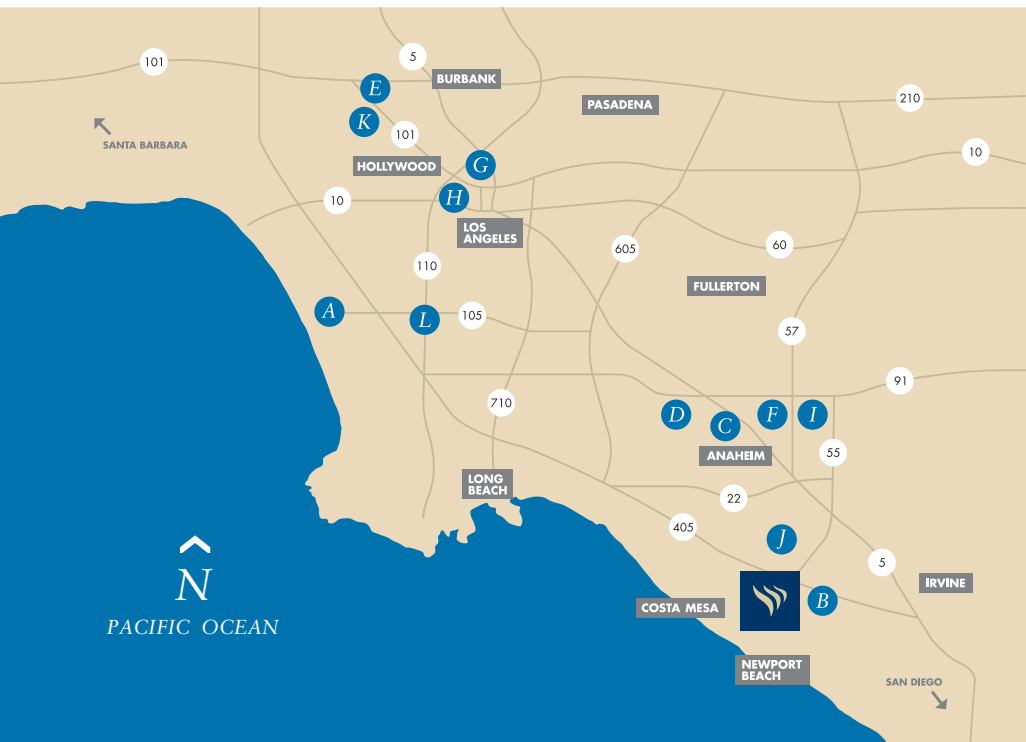 5
101
BURBANK
E
PASADENA
210
K
SANTA BARBARA
101
10
HOLLYWOOD
G
10
H
LOS
ANGELES
605
60
110
FULLERTON
A
L
105
57
91
710
D
C
F
I
ANAHEIM
55
LONG
BEACH
22
405
J
N
5
IRVINE
COSTA MESA
B
PACIFIC OCEAN
NEWPORT
BEACH
SAN DIEGO